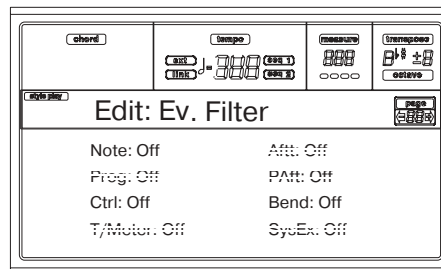 chord tempo measure transpose
ext seq 1
link seq 2
octave
style play
Edit: Ev. Filter page
Note: Off Aftt: Off
Prog: Off PAft: Off
Ctrl: Off Bend: Off
T/Motor: Off SysEx: Off